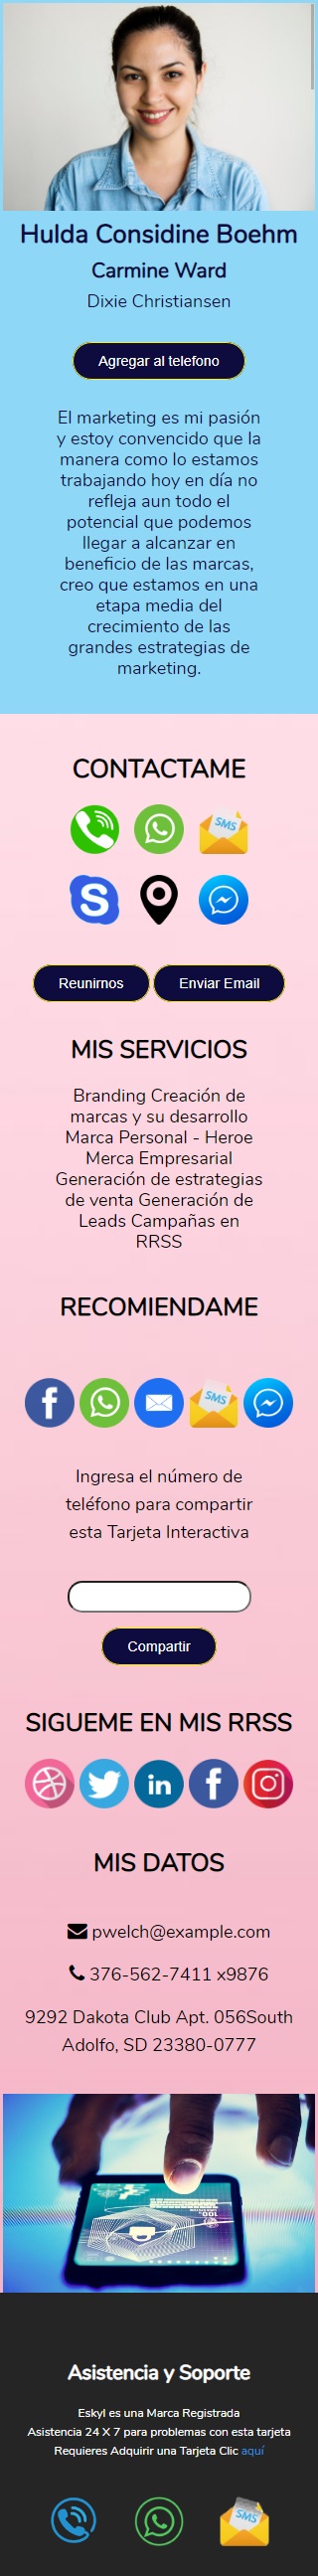 Hulda Considine Boehm
Carmine Ward
Dixie Christiansen
Agregar al telefono
El marketing es mi pasión
y estoy convencido que la
manera como lo estamos
trabajando hoy en día no
refleja aun todo el
potencial que podemos
llegar a alcanzar en
beneficio de las marcas,
creo que estamos en una
etapa media del
crecimiento de las
grandes estrategias de
marketing.
CONTACTAME
SMS
Reunirnos Enviar Email
MIS SERVICIOS
Branding Creación de
marcas y su desarrollo
Marca Personal - Heroe
Merca Empresarial
Generación de estrategias
de venta Generación de
Leads Campañas en
RRSS
RECOMIENDAME
SMS
Ingresa el número de
teléfono para compartir
esta Tarjeta Interactiva
Compartir
SIGUEME EN MIS RRSS
MIS DATOS
pwelch@example.com
376-562-7411 x9876
9292 Dakota Club Apt. 056South
Adolfo, SD 23380-0777
Asistencia y Soporte
Eskyl es una Marca Registrada
Asistencia 24 X 7 para problemas con esta tarjeta
Requieres Adquirir una Tarjeta Clic aquí
SMS